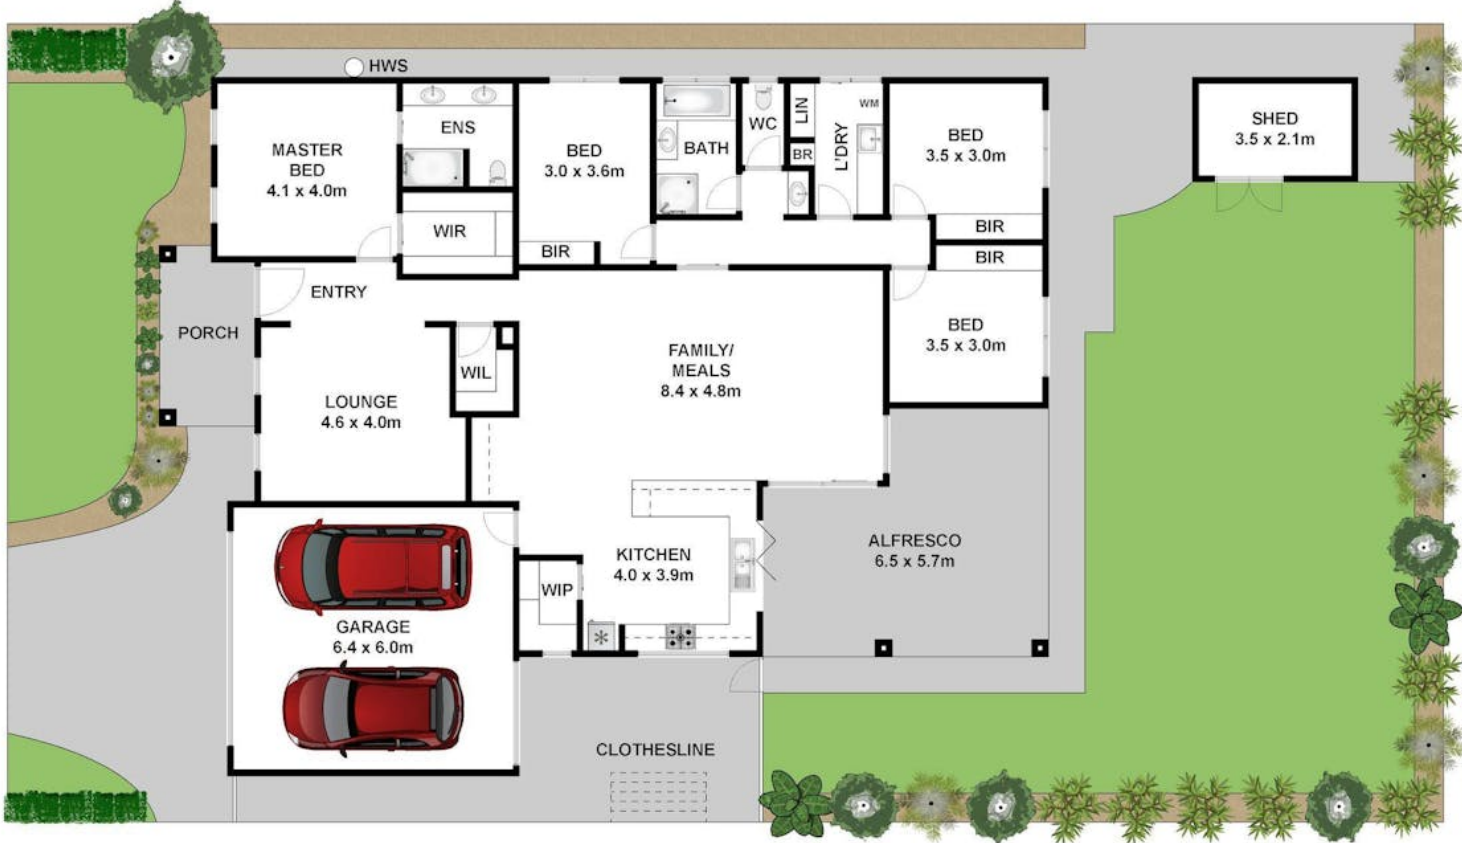 HWS
MASTER
BED
4.1 x 4.0m
ENS
WIR
BED
3.0 x 3.6m
BIR
BATH
WC
LIN
BR
L'DRY
WM
BED
3.5 x 3.0m
BIR
BIR
BED
3.5 x 3.0m
SHED
3.5 x 2.1m
ENTRY
PORCH
LOUNGE
4.6 x 4.0m
WIL
FAMILY/
MEALS
8.4 x 4.8m
KITCHEN
4.0 x 3.9m
WIP
ALFRESCO
6.5 x 5.7m
GARAGE
6.4 x 6.0m
CLOTHESLINE